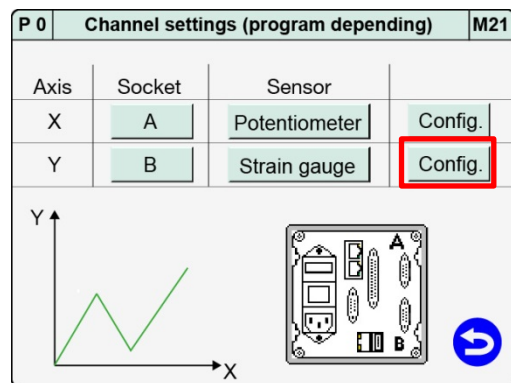 P 0 Channel settings (program depending) M21
Axis Socket Sensor
X A Potentiometer Config.
Y B Strain gauge Config.
Y
A
B
X